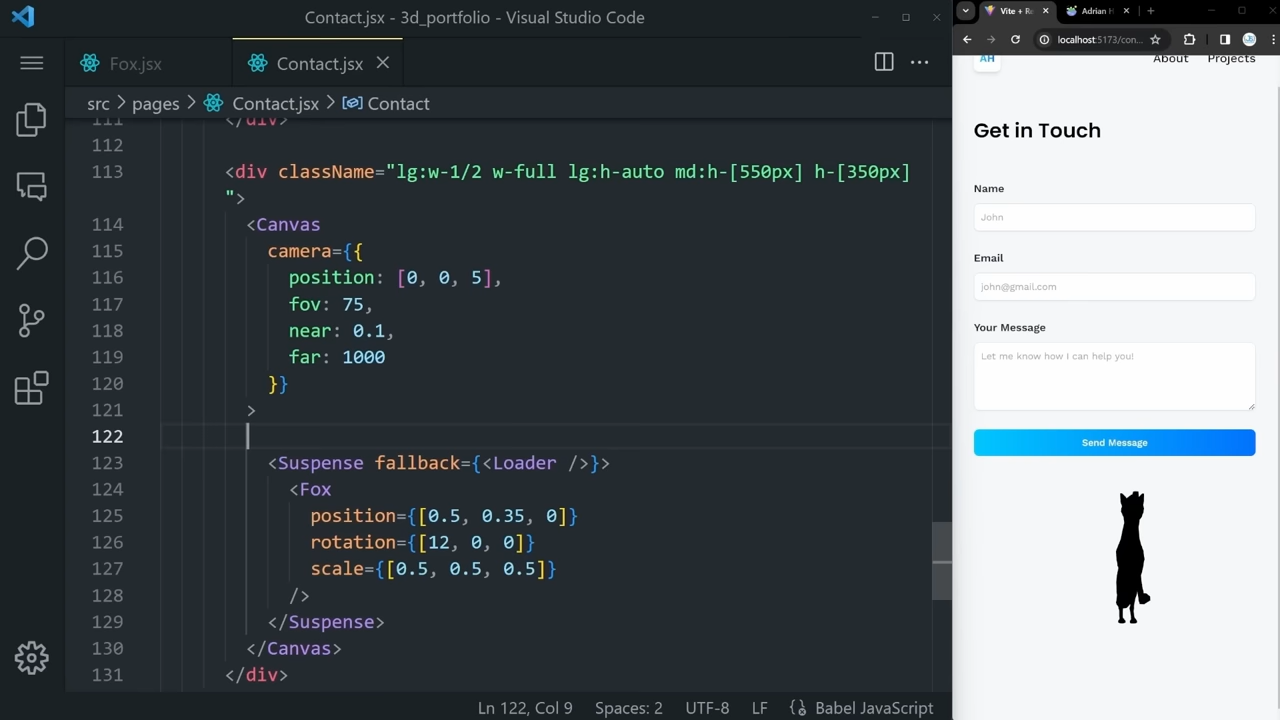 Contact.jsx - 3d_portfolio - Visual Studio Code
Fox.jsx
Contact.jsx
src > pages > Contact.jsx > Contact
111 </div>
112
113 <div className="lg:w-1/2 w-full lg:h-auto md:h-[550px] h-[350px]
">
114 <Canvas
115 camera={{
116 position: [0, 0, 5],
117 fov: 75,
118 near: 0.1,
119 far: 1000
120 }}
121 >
122
123 <Suspense fallback={<Loader />}>
124 <Fox
125 position={[0.5, 0.35, 0]}
126 rotation={[12, 0, 0]}
127 scale={[0.5, 0.5, 0.5]}
128 />
129 </Suspense>
130 </Canvas>
131 </div>
Ln 122, Col 9 Spaces: 2 UTF-8 LF Babel JavaScript
Vite + Re
Adrian H
localhost:5173/con...
AH
About Projects
Get in Touch
Name
John
Email
john@gmail.com
Your Message
Let me know how I can help you!
Send Message